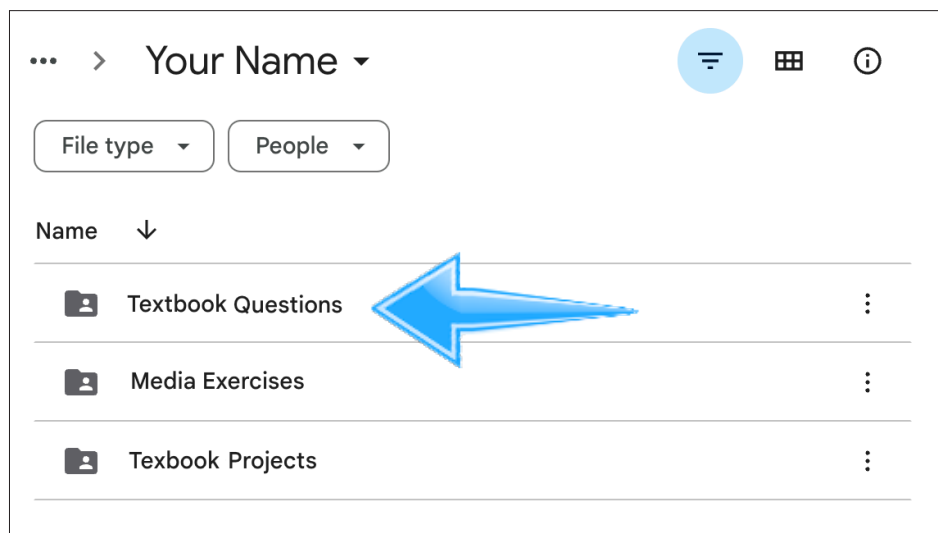 Your Name
File type People
Name
Textbook Questions
Media Exercises
Texbook Projects